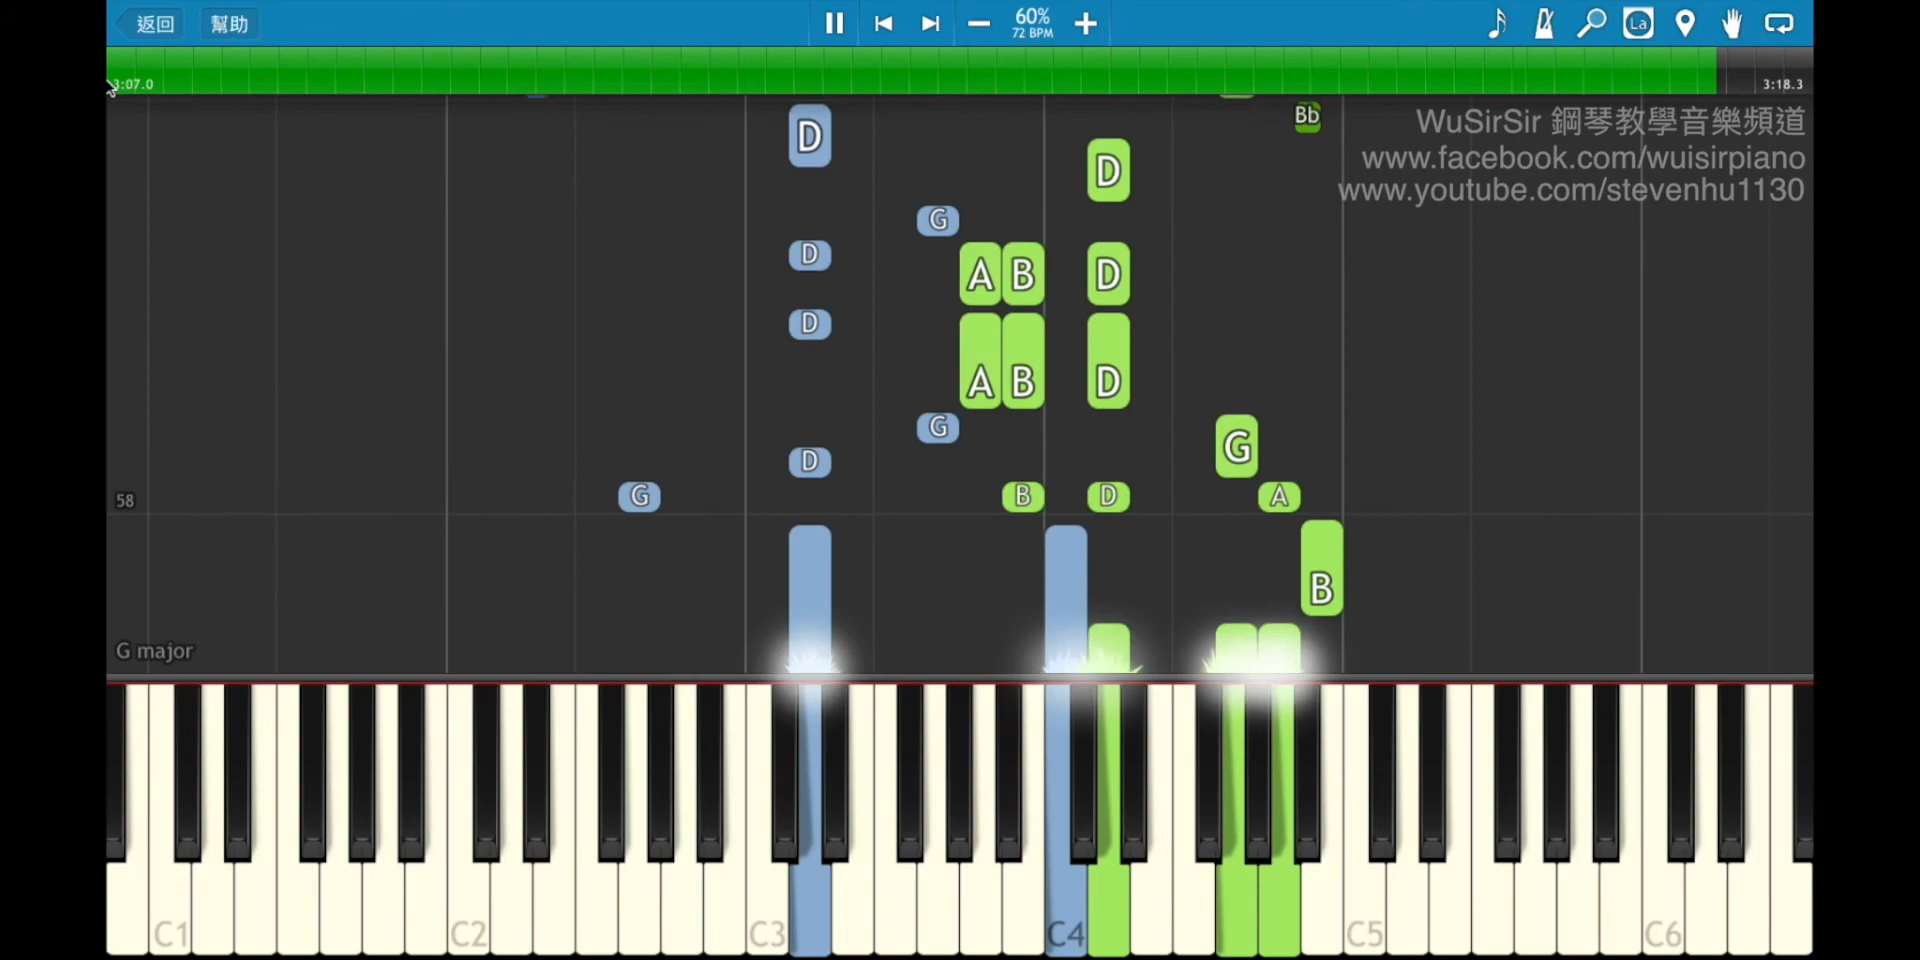 返回 幫助 60% La
72 BPM
3:07.0 3:18.3
Bb
WuSirSir 鋼琴教學音樂頻道
D
www.facebook.com/wuisirpiano
D
www.youtube.com/stevenhu1130
G
D
A B D
D
A B D
G
G
D
58 G B D A
B
G major
C1 C2 C3 C4 C5 C6